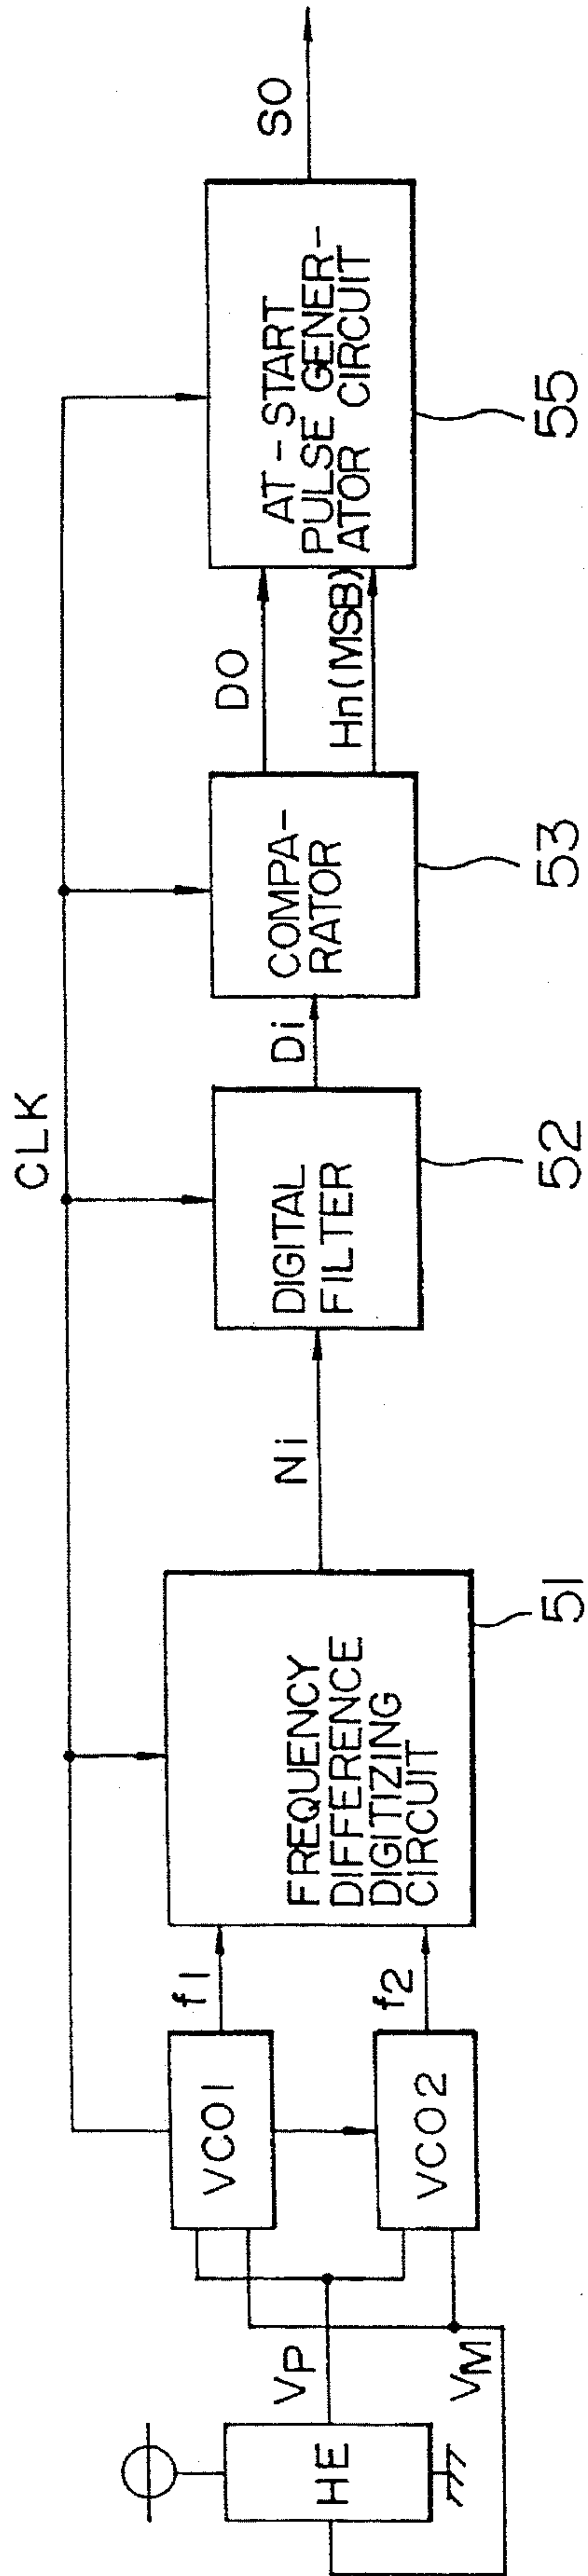 HE
VP
VM
VCO1
VCO2
f1
f2
FREQUENCY
DIFFERENCE
DIGITIZING
CIRCUIT
51
Ni
CLK
DIGITAL
FILTER
52
Di
COMPA-
RATOR
53
DO
Hn(MSB)
AT-START
PULSE GENER-
ATOR CIRCUIT
55
SO